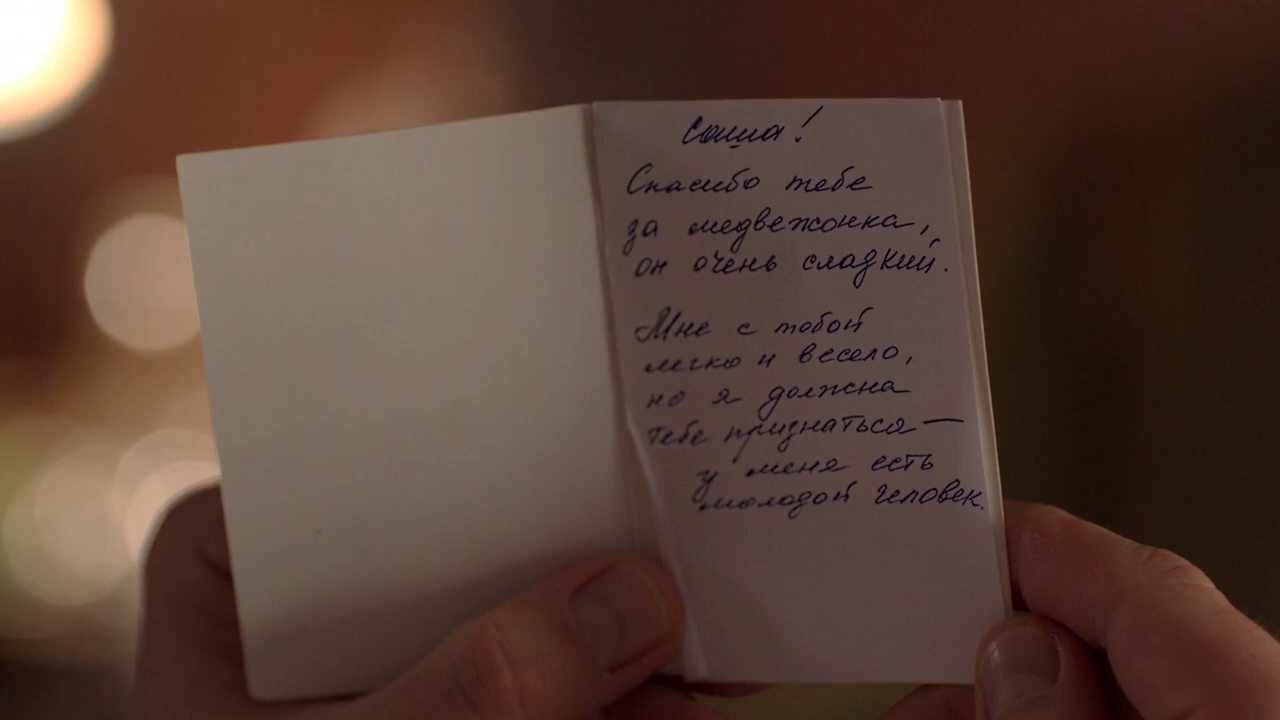 Саша!
Спасибо тебе
за медвежонка,
он очень сладкий.
Мне с тобой
легко и весело,
но я должна
тебе признаться —
у меня есть
молодой человек.